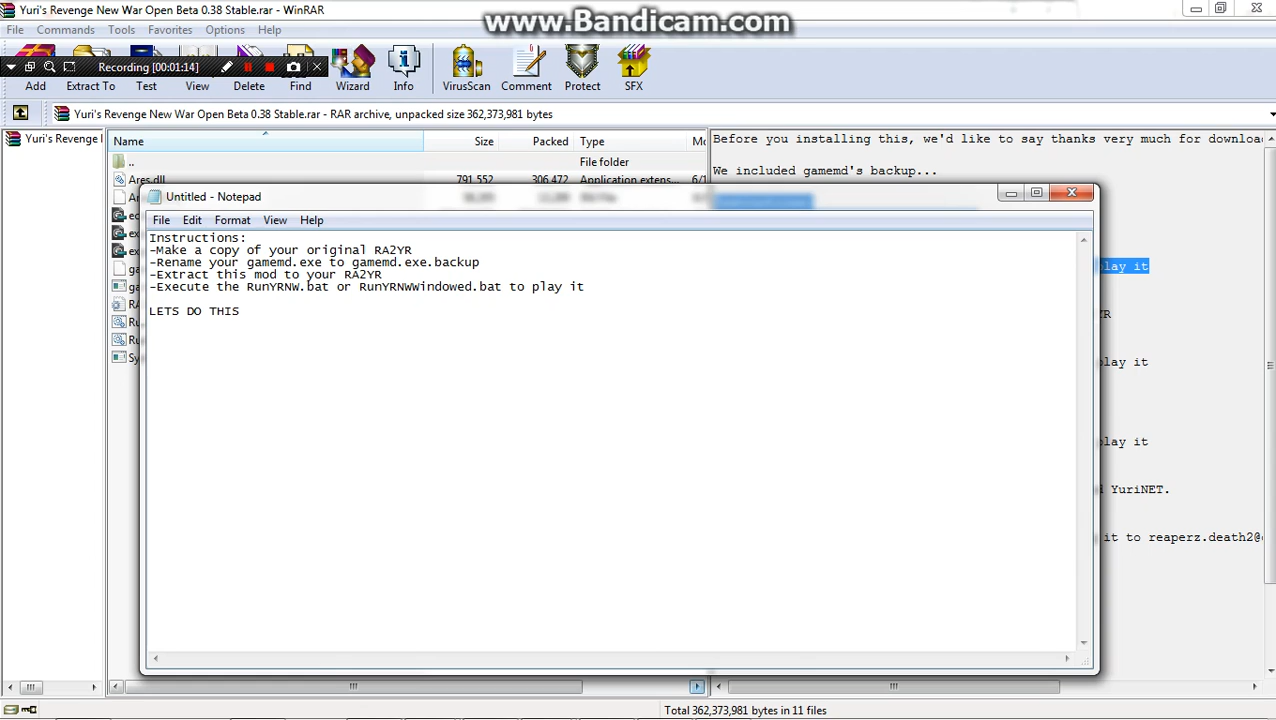 Yuri's Revenge New War Open Beta 0.38 Stable.rar - WinRAR
www.Bandicam.com
File Commands Tools Favorites Options Help
Recording [00:01:14]
Add Extract To Test View Delete Find Wizard Info VirusScan Comment Protect SFX
Yuri's Revenge New War Open Beta 0.38 Stable.rar - RAR archive, unpacked size 362,373,981 bytes
Yuri's Revenge
Name Size Packed Type
.. File folder
Ares.dll 791,552 306,472 Application extens...
Before you installing this, we'd like to say thanks very much for downloa
We included gamemd's backup...
Untitled - Notepad
File Edit Format View Help
Instructions:
-Make a copy of your original RA2YR
-Rename your gamemd.exe to gamemd.exe.backup
-Extract this mod to your RA2YR
-Execute the RunYRNW.bat or RunYRNWWindowed.bat to play it
LETS DO THIS
play it
YR
play it
play it
YuriNET.
it to reaperz.death2@
Total 362,373,981 bytes in 11 files